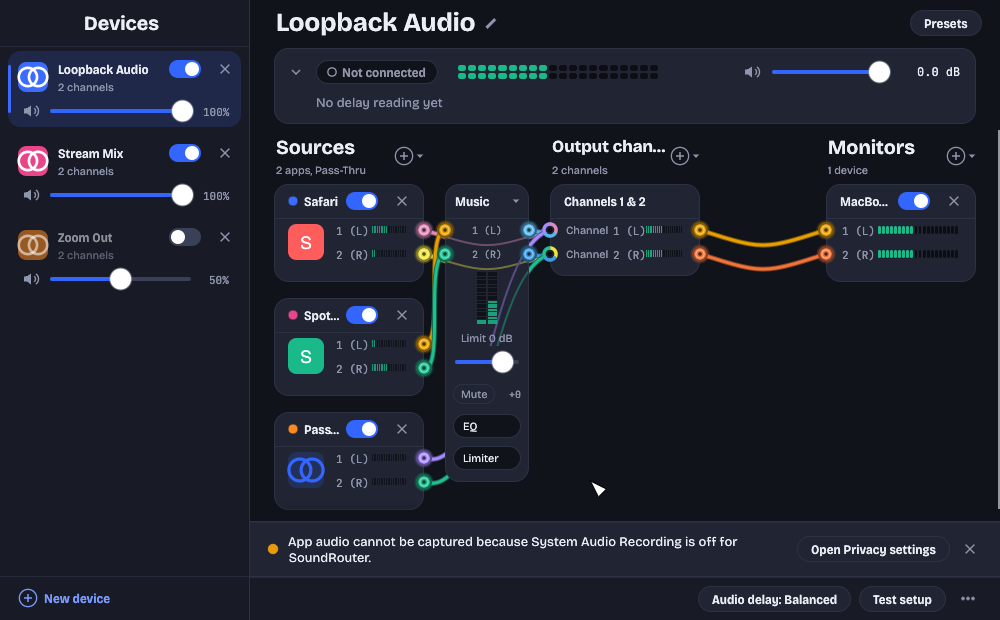 Devices
Loopback Audio
2 channels
100%
Stream Mix
2 channels
100%
Zoom Out
2 channels
50%
New device
Loopback Audio
Presets
Not connected
0.0 dB
No delay reading yet
Sources
2 apps, Pass-Thru
Safari
S
1 (L)
2 (R)
Spot...
S
1 (L)
2 (R)
Pass...
1 (L)
2 (R)
Music
1 (L)
2 (R)
Limit 0 dB
Mute +0
EQ
Limiter
Output chan...
2 channels
Channels 1 & 2
Channel 1 (L)
Channel 2 (R)
Monitors
1 device
MacBo...
1 (L)
2 (R)
App audio cannot be captured because System Audio Recording is off for
SoundRouter.
Open Privacy settings
Audio delay: Balanced
Test setup